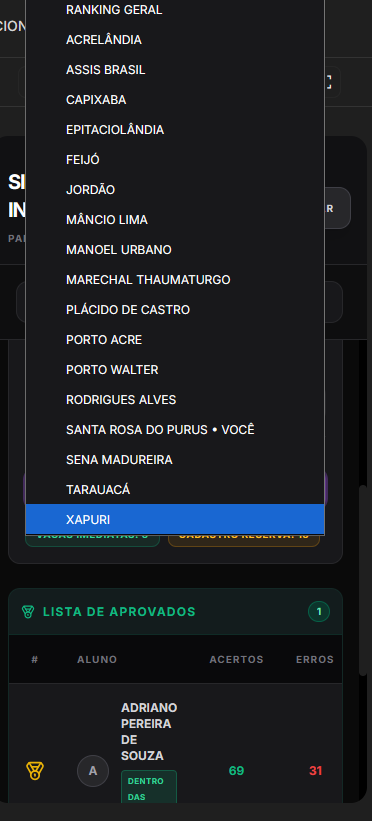 RANKING GERAL
ACRELÂNDIA
ASSIS BRASIL
CAPIXABA
EPITACIOLÂNDIA
FEIJÓ
JORDÃO
MÂNCIO LIMA
MANOEL URBANO
MARECHAL THAUMATURGO
PLÁCIDO DE CASTRO
PORTO ACRE
PORTO WALTER
RODRIGUES ALVES
SANTA ROSA DO PURUS • VOCÊ
SENA MADUREIRA
TARAUACÁ
XAPURI
LISTA DE APROVADOS 1
# ALUNO ACERTOS ERROS
ADRIANO
PEREIRA
DE
SOUZA
A 69 31
DENTRO
DAS